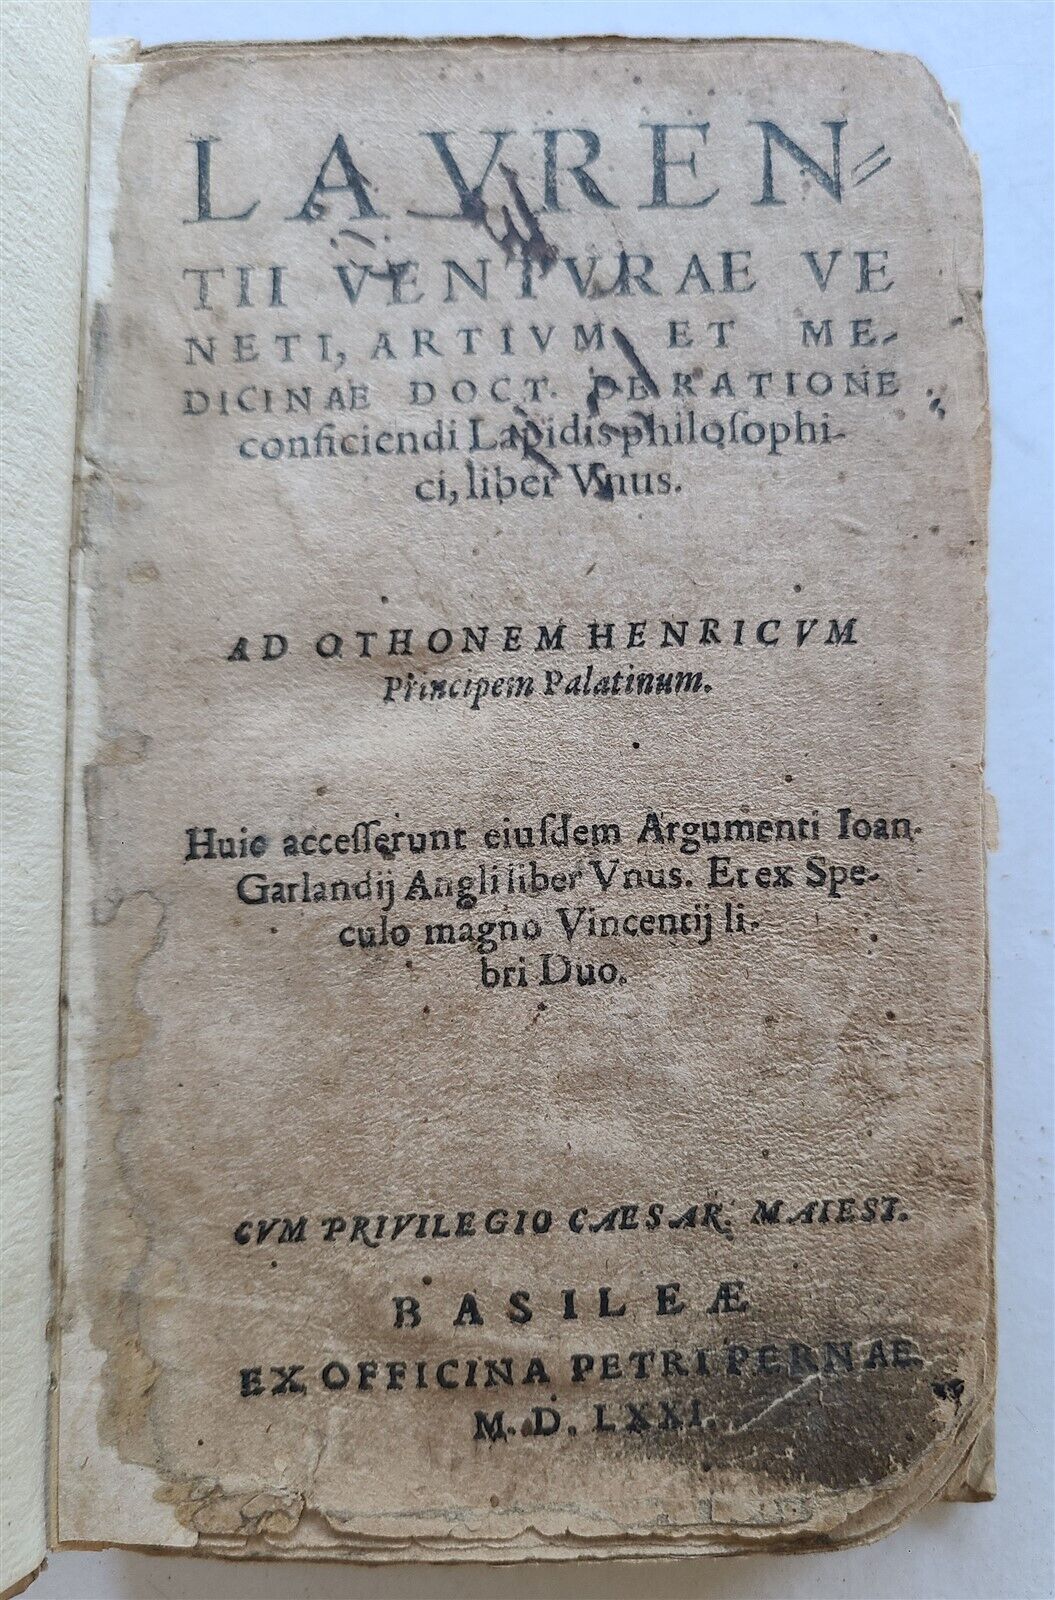 LAVREN=
TII VENTVRAE VE
NETI, ARTIVM ET ME-
DICINAE DOCT. DE RATIONE
conficiendi Lapidis philoſophi-
ci, liber Vnus.
AD OTHONEM HENRICVM
Principem Palatinum.
Huic acceſſerunt eiuſdem Argumenti Ioan.
Garlandij Angli liber Vnus. Et ex Spe-
culo magno Vincentij li-
bri Duo.
CVM PRIVILEGIO CAESAR. MAIEST.
BASILEÆ
EX OFFICINA PETRI PERNAE.
M. D. LXXI.